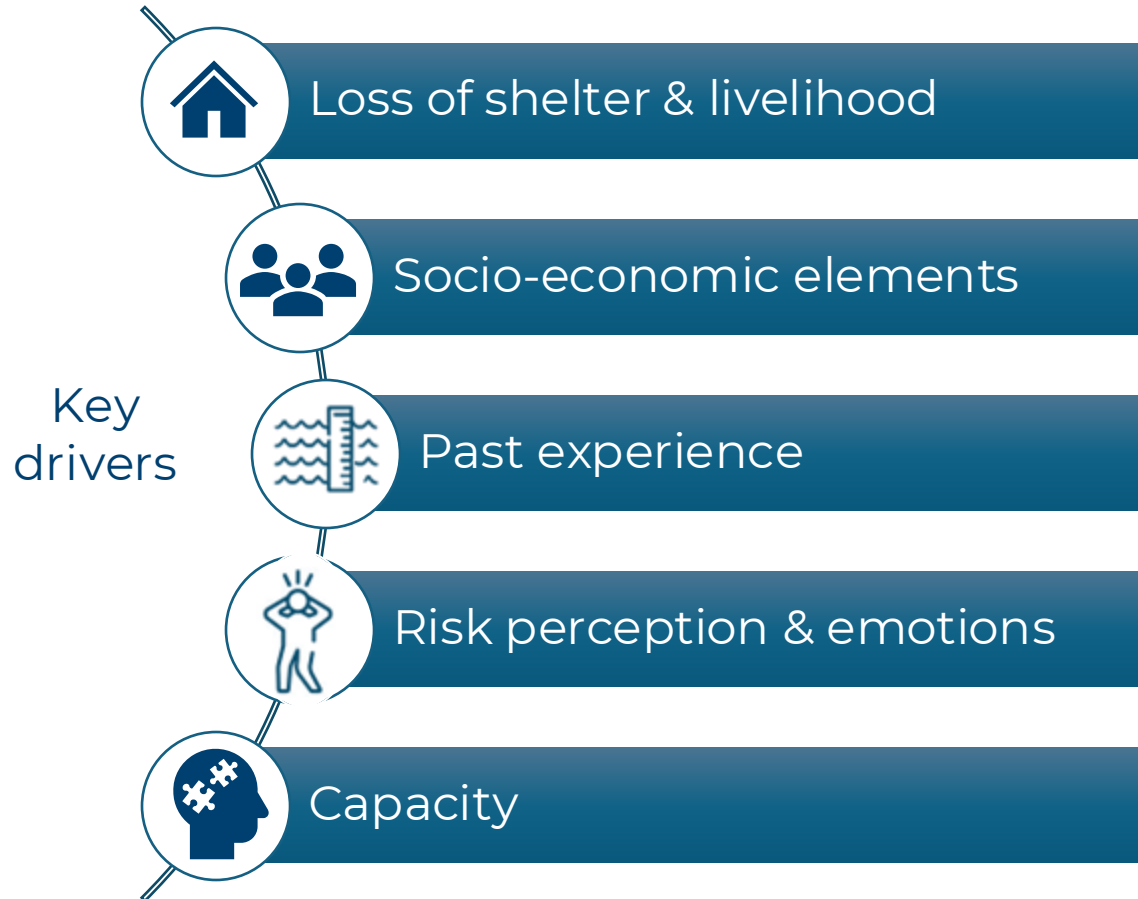 Loss of shelter & livelihood
Socio-economic elements
Key
drivers
Past experience
Risk perception & emotions
Capacity